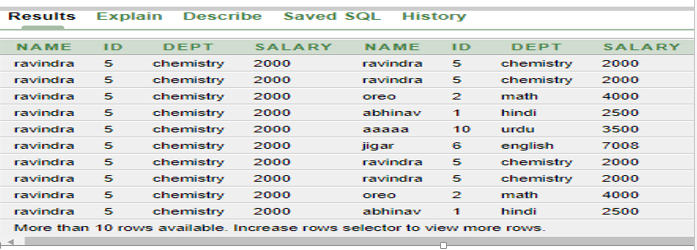 Results Explain Describe Saved SQL History
NAME ID DEPT SALARY NAME ID DEPT SALARY
ravindra 5 chemistry 2000 ravindra 5 chemistry 2000
ravindra 5 chemistry 2000 ravindra 5 chemistry 2000
ravindra 5 chemistry 2000 oreo 2 math 4000
ravindra 5 chemistry 2000 abhinav 1 hindi 2500
ravindra 5 chemistry 2000 aaaaa 10 urdu 3500
ravindra 5 chemistry 2000 jigar 6 english 7008
ravindra 5 chemistry 2000 ravindra 5 chemistry 2000
ravindra 5 chemistry 2000 ravindra 5 chemistry 2000
ravindra 5 chemistry 2000 oreo 2 math 4000
ravindra 5 chemistry 2000 abhinav 1 hindi 2500
More than 10 rows available. Increase rows selector to view more rows.